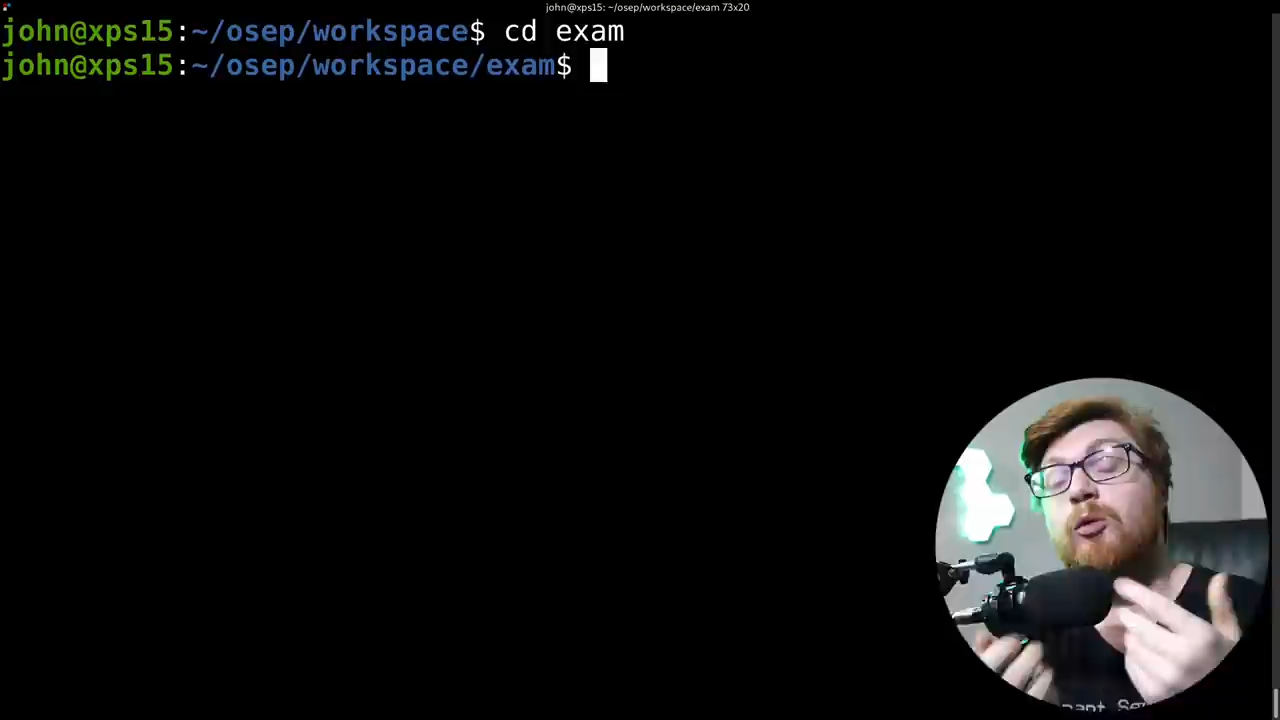 john@xps15: ~/osep/workspace/exam 73x20
john@xps15:~/osep/workspace$ cd exam
john@xps15:~/osep/workspace/exam$